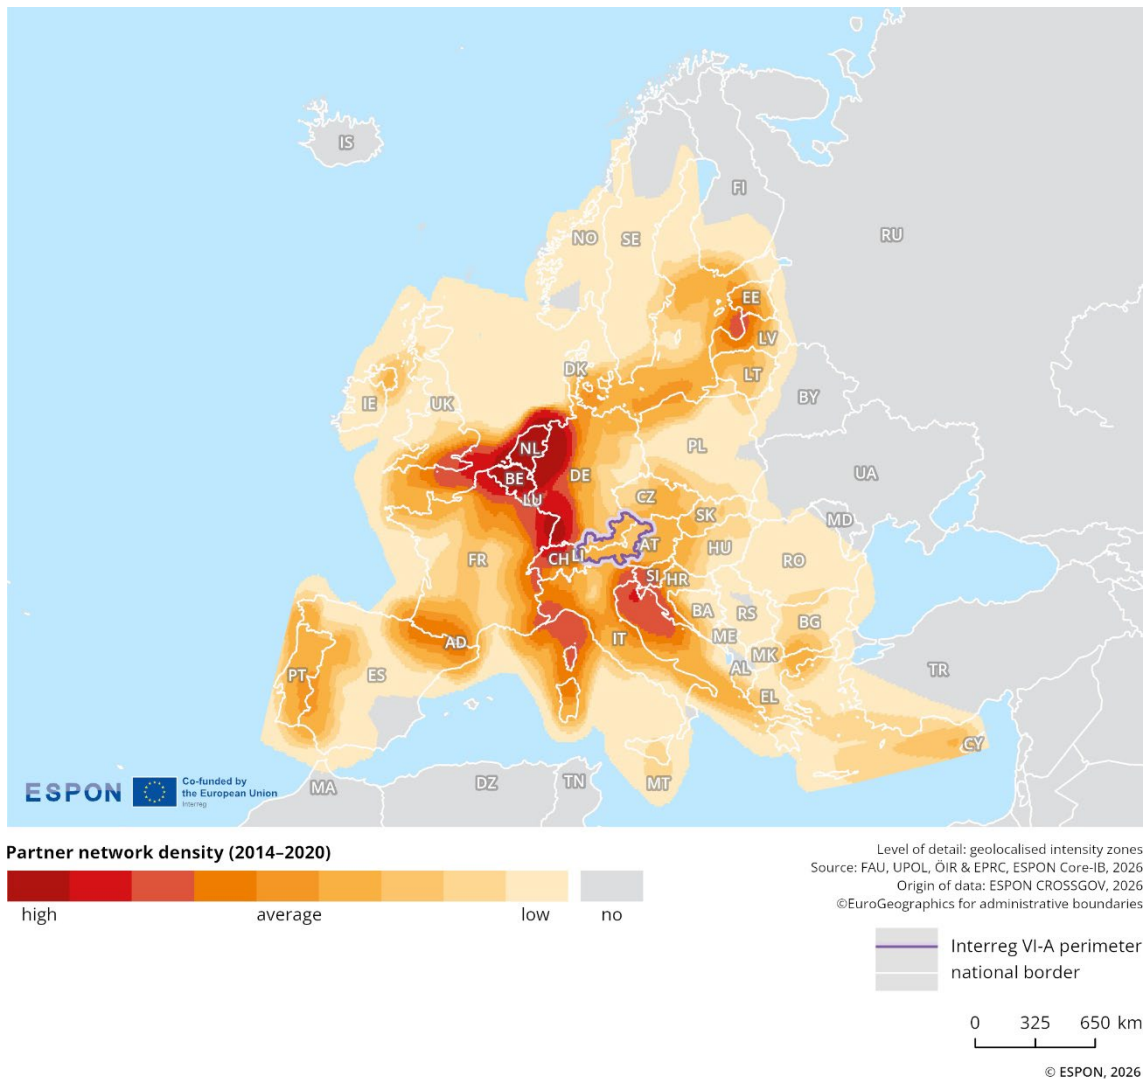 IS
FI
NO
SE
RU
EE
LV
DK
LT
IE
UK
BY
NL
PL
BE
DE
UA
LU
CZ
SK
MD
AT
CH
LI
HU
FR
RO
SI
HR
BA
RS
IT
BG
AD
ME
MK
PT
ES
AL
TR
EL
CY
MT
MA
DZ
TN
ESPON
Co-funded by
the European Union
Interreg
Partner network density (2014–2020)
high
average
low
no
Level of detail: geolocalised intensity zones
Source: FAU, UPOL, ÖIR & EPRC, ESPON Core-IB, 2026
Origin of data: ESPON CROSSGOV, 2026
©EuroGeographics for administrative boundaries
Interreg VI-A perimeter
national border
0 325 650 km
© ESPON, 2026